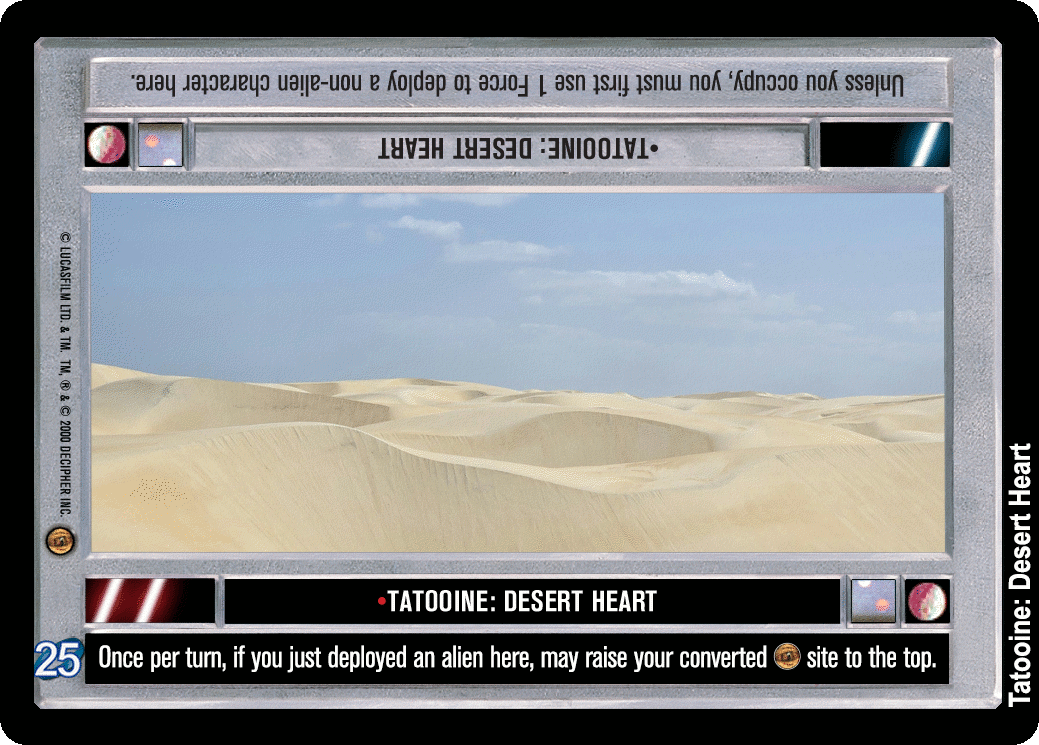 Unless you occupy, you must first use 1 Force to deploy a non-alien character here.
•TATOOINE: DESERT HEART
© LUCASFILM LTD. & TM. TM, ® & © 2000 DECIPHER INC.
•TATOOINE: DESERT HEART
25
Once per turn, if you just deployed an alien here, may raise your converted site to the top.
Tatooine: Desert Heart